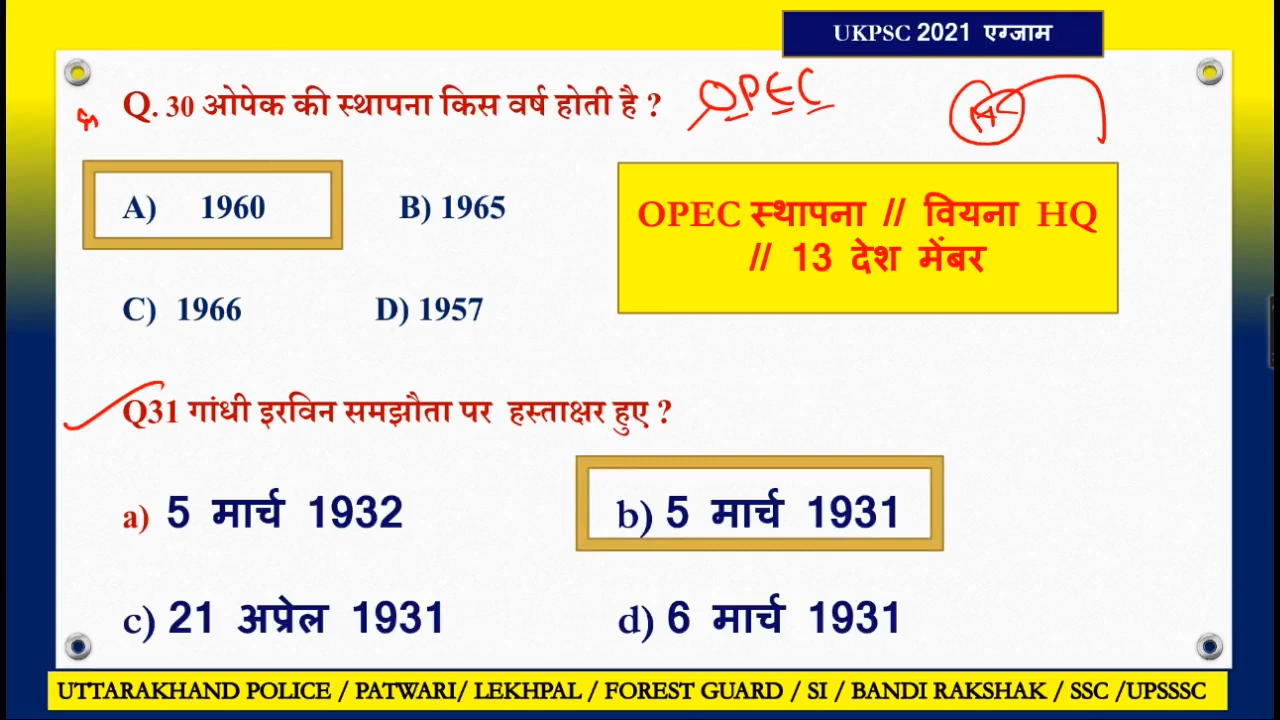 UKPSC 2021 एग्जाम
Q. 30 ओपेक की स्थापना किस वर्ष होती है ?
OPEC
A) 1960
B) 1965
OPEC स्थापना // वियना HQ
// 13 देश मेंबर
C) 1966
D) 1957
Q31 गांधी इरविन समझौता पर हस्ताक्षर हुए ?
a) 5 मार्च 1932
b) 5 मार्च 1931
c) 21 अप्रेल 1931
d) 6 मार्च 1931
UTTARAKHAND POLICE / PATWARI/ LEKHPAL / FOREST GUARD / SI / BANDI RAKSHAK / SSC /UPSSSC